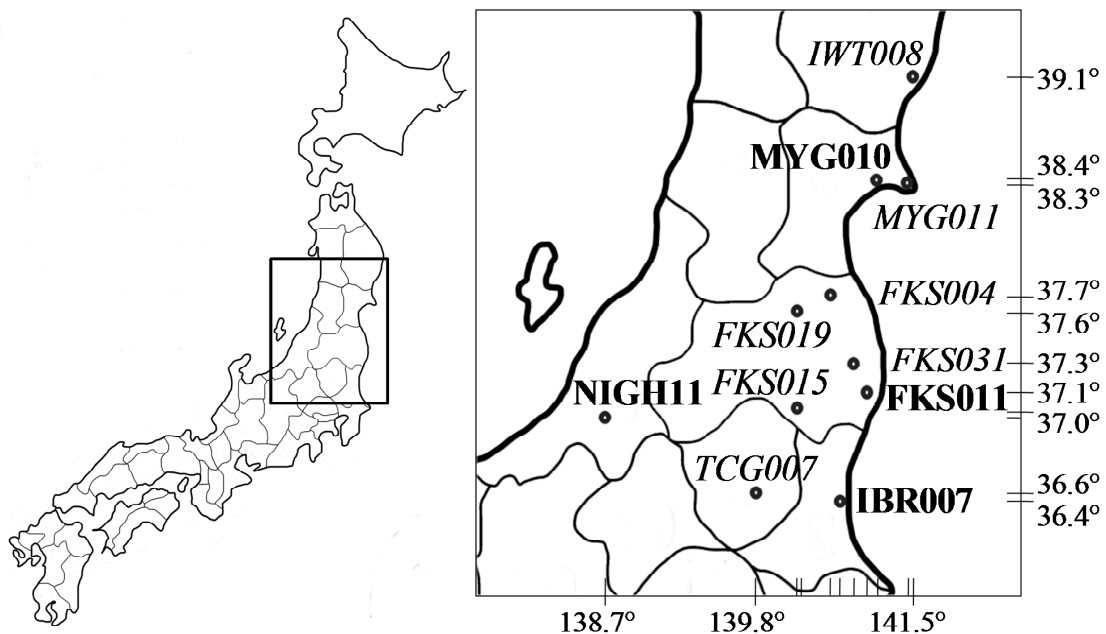 IWT008
39.1°
MYG010
38.4°
38.3°
MYG011
FKS004
37.7°
FKS019
37.6°
FKS031
37.3°
FKS015
NIGH11
FKS011
37.1°
37.0°
TCG007
36.6°
IBR007
36.4°
138.7°
139.8°
141.5°